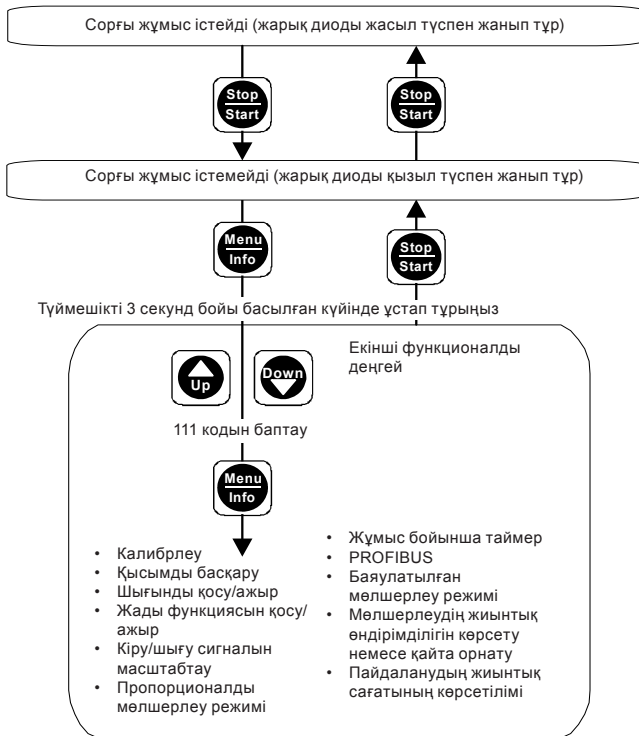 Сорғы жұмыс істейді (жарық диоды жасыл түспен жанып тұр)
Stop
Start
Stop
Start
Сорғы жұмыс істемейді (жарық диоды қызыл түспен жанып тұр)
Menu
Info
Stop
Start
Түймешікті 3 секунд бойы басылған күйінде ұстап тұрыңыз
Екінші функционалды
деңгей
Up
Down
111 кодын баптау
Menu
Info
• Калибрлеу
• Қысымды басқару
• Шығынды қосу/ажыр
• Жады функциясын қосу/
ажыр
• Кіру/шығу сигналын
масштабтау
• Пропорционалды
мөлшерлеу режимі
• Жұмыс бойынша таймер
• PROFIBUS
• Баяулатылған
мөлшерлеу режимі
• Мөлшерлеудің жиынтық
өндірімділігін көрсету
немесе қайта орнату
• Пайдаланудың жиынтық
сағатының көрсетілімі